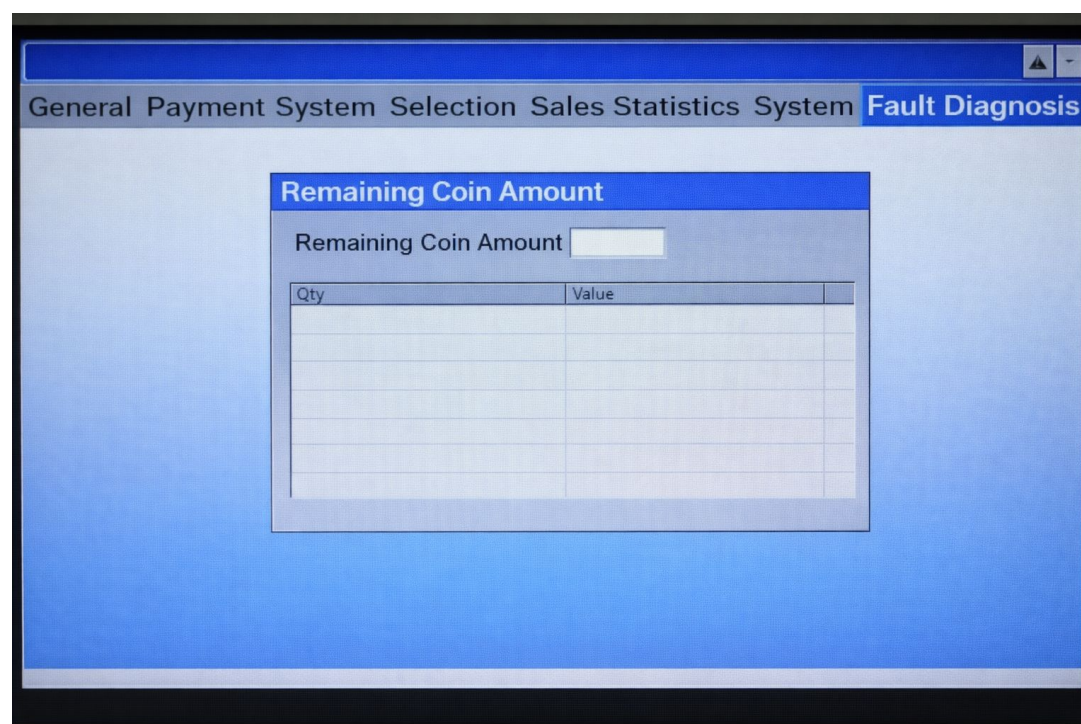 General Payment System Selection Sales Statistics System Fault Diagnosis
Remaining Coin Amount
Remaining Coin Amount
Qty Value